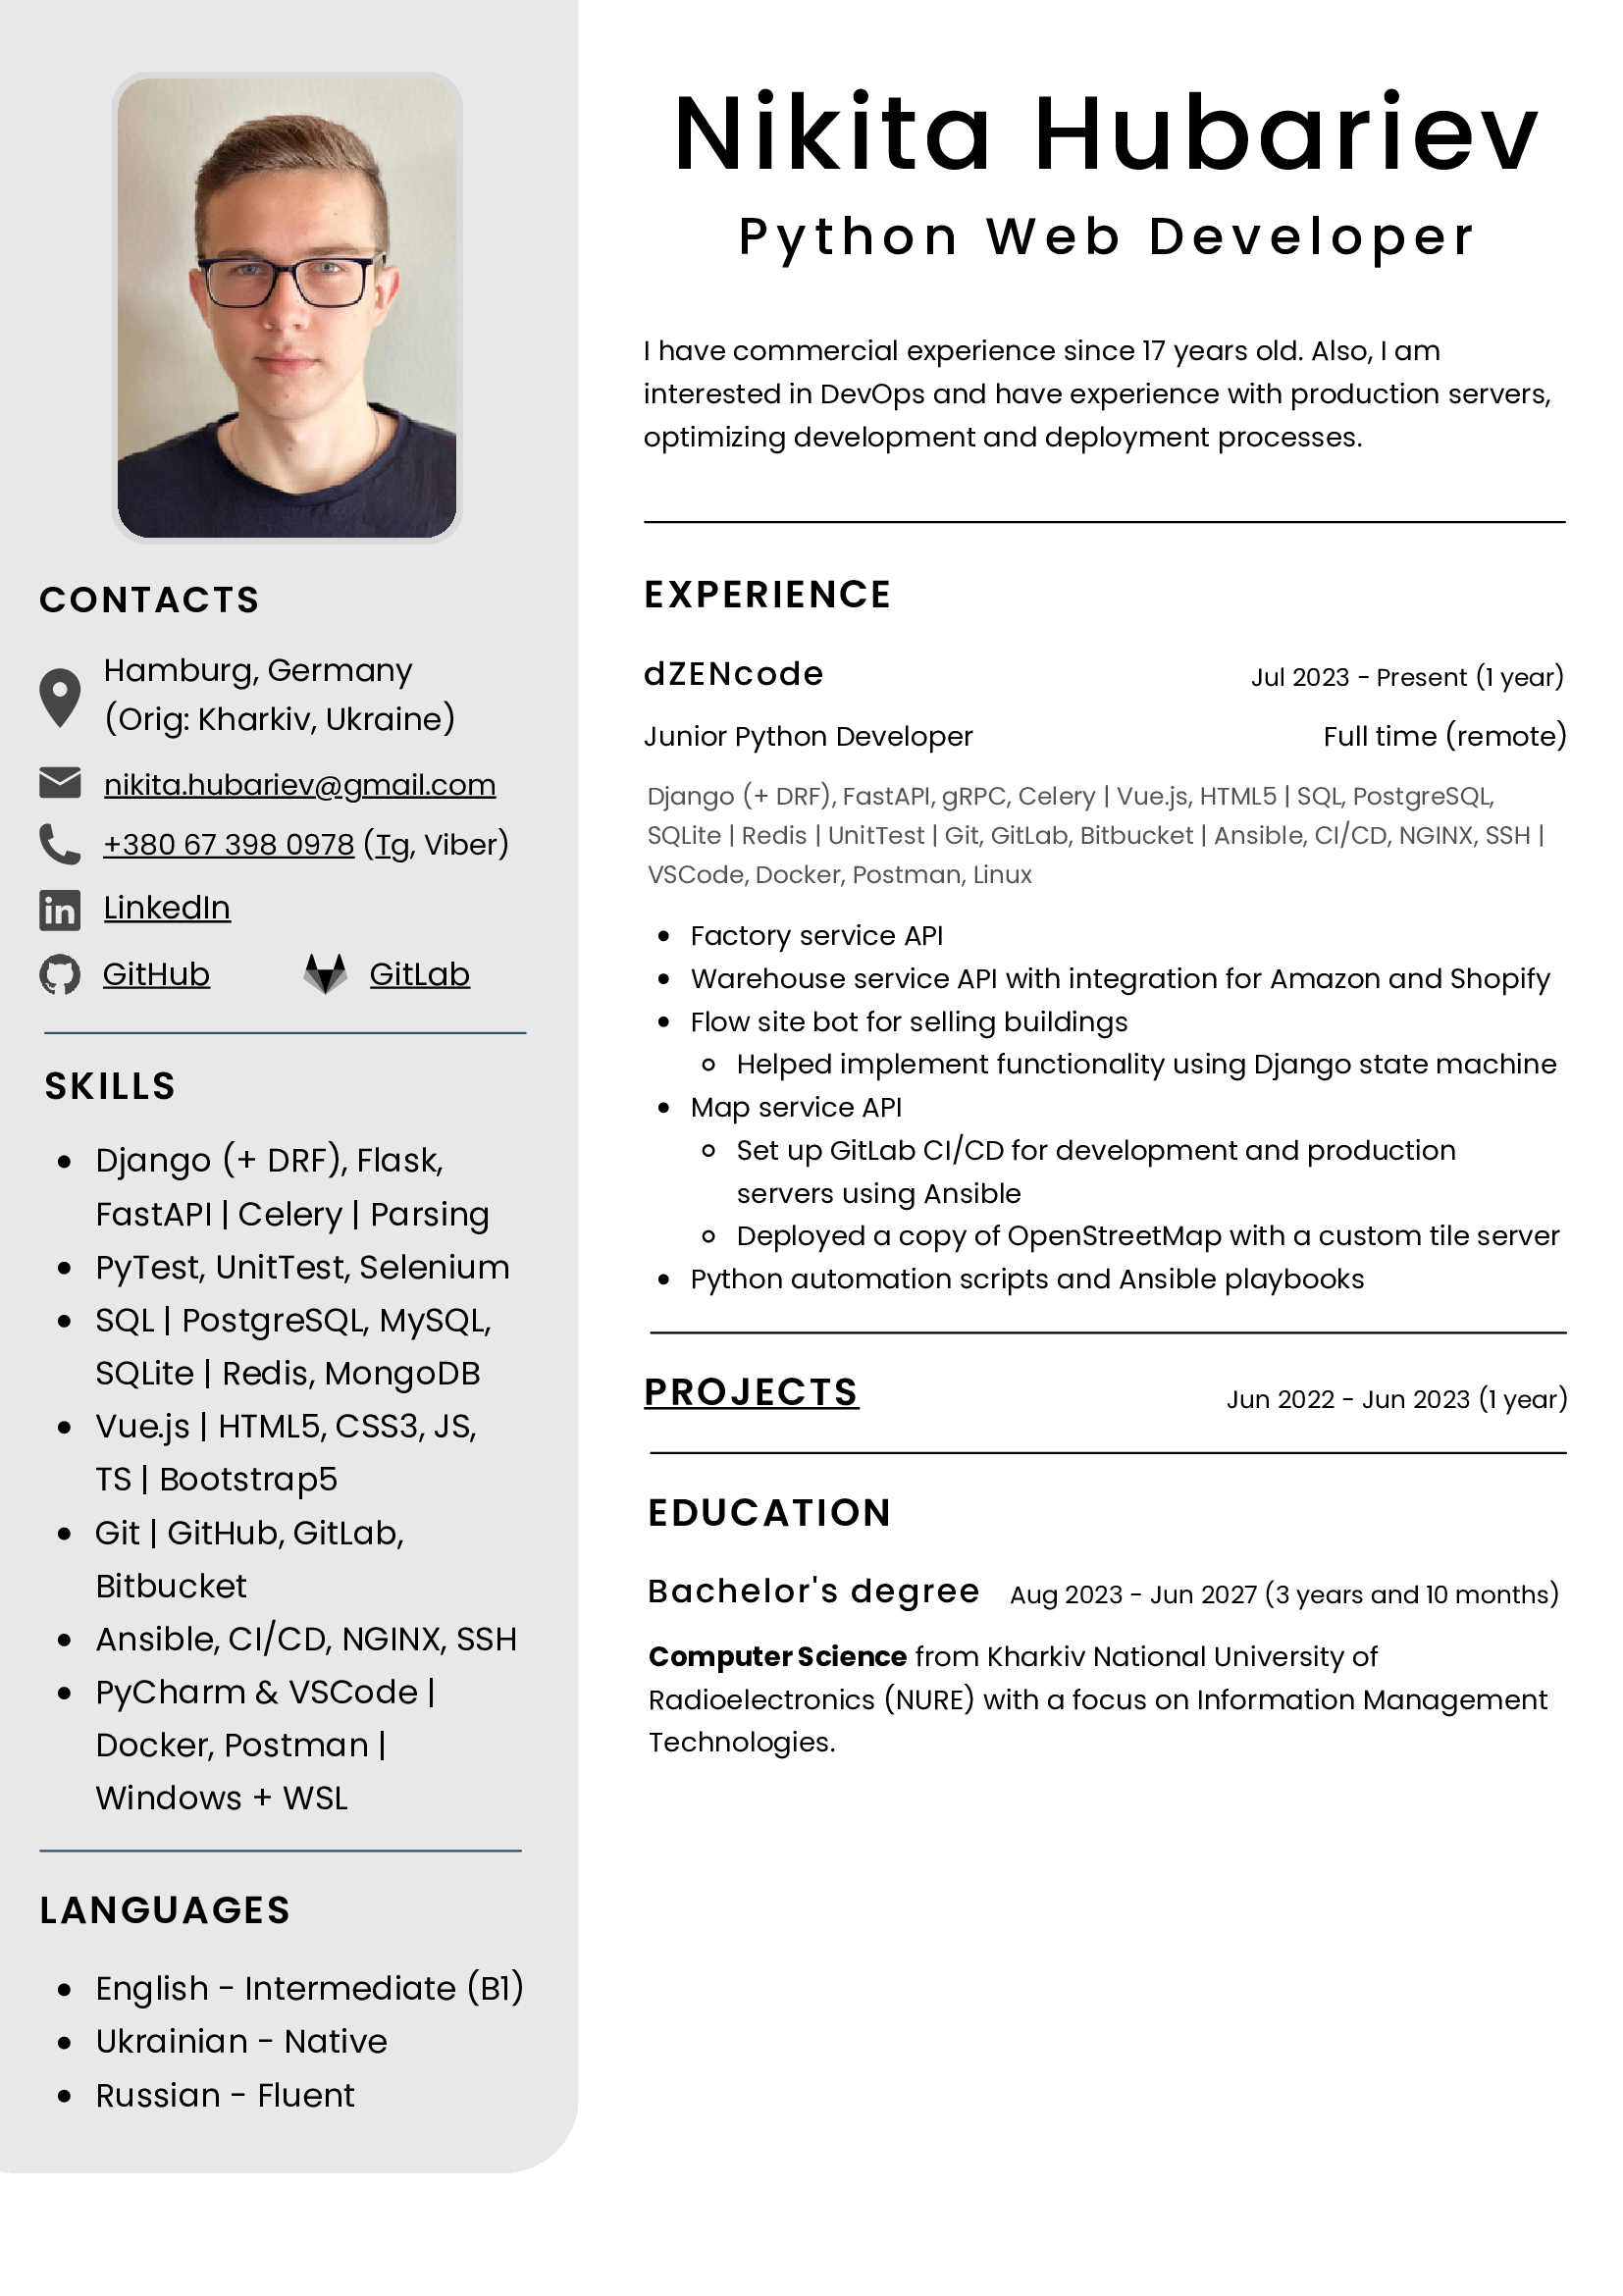 Nikita Hubariev
Python Web Developer
I have commercial experience since 17 years old. Also, I am
interested in DevOps and have experience with production servers,
optimizing development and deployment processes.
CONTACTS
Hamburg, Germany
(Orig: Kharkiv, Ukraine)
nikita.hubariev@gmail.com
+380 67 398 0978 (Tg, Viber)
LinkedIn
GitHub GitLab
SKILLS
• Django (+ DRF), Flask,
FastAPI | Celery | Parsing
• PyTest, UnitTest, Selenium
• SQL | PostgreSQL, MySQL,
SQLite | Redis, MongoDB
• Vue.js | HTML5, CSS3, JS,
TS | Bootstrap5
• Git | GitHub, GitLab,
Bitbucket
• Ansible, CI/CD, NGINX, SSH
• PyCharm & VSCode |
Docker, Postman |
Windows + WSL
LANGUAGES
• English - Intermediate (B1)
• Ukrainian - Native
• Russian - Fluent
EXPERIENCE
dZENcode Jul 2023 - Present (1 year)
Junior Python Developer Full time (remote)
Django (+ DRF), FastAPI, gRPC, Celery | Vue.js, HTML5 | SQL, PostgreSQL,
SQLite | Redis | UnitTest | Git, GitLab, Bitbucket | Ansible, CI/CD, NGINX, SSH |
VSCode, Docker, Postman, Linux
• Factory service API
• Warehouse service API with integration for Amazon and Shopify
• Flow site bot for selling buildings
○ Helped implement functionality using Django state machine
• Map service API
○ Set up GitLab CI/CD for development and production
servers using Ansible
○ Deployed a copy of OpenStreetMap with a custom tile server
• Python automation scripts and Ansible playbooks
PROJECTS Jun 2022 - Jun 2023 (1 year)
EDUCATION
Bachelor's degree Aug 2023 - Jun 2027 (3 years and 10 months)
Computer Science from Kharkiv National University of
Radioelectronics (NURE) with a focus on Information Management
Technologies.